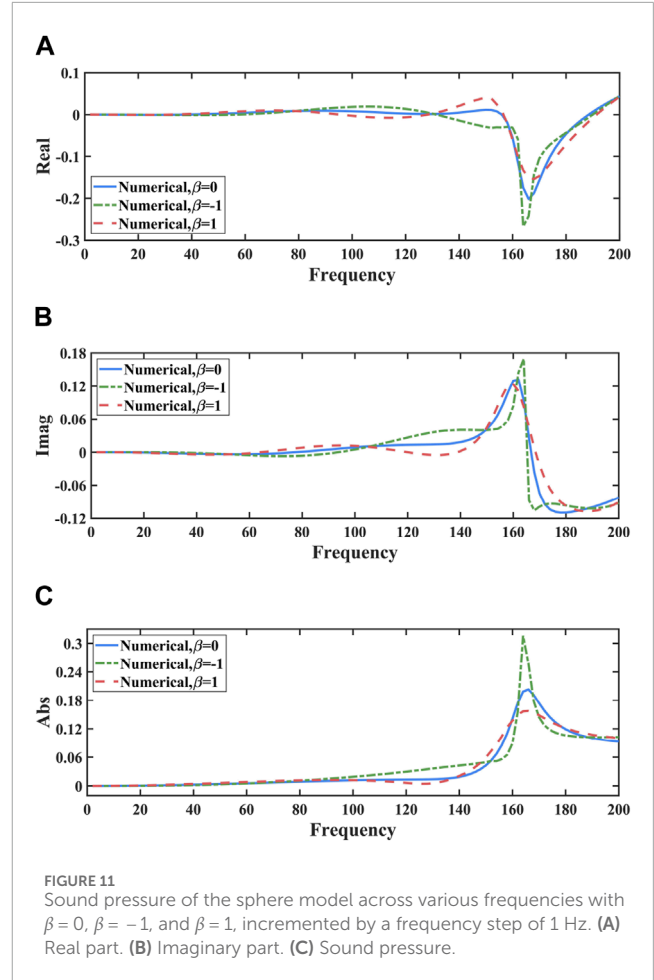 A
0.1
0
-0.1
-0.2
-0.3
Real
Numerical,β=0
Numerical,β=-1
Numerical,β=1
0 20 40 60 80 100 120 140 160 180 200
Frequency
B
0.18
0.12
0.06
0
-0.06
-0.12
Imag
Numerical,β=0
Numerical,β=-1
Numerical,β=1
0 20 40 60 80 100 120 140 160 180 200
Frequency
C
0.3
0.24
0.18
0.12
0.06
0
Abs
Numerical,β=0
Numerical,β=-1
Numerical,β=1
0 20 40 60 80 100 120 140 160 180 200
Frequency
FIGURE 11
Sound pressure of the sphere model across various frequencies with
β = 0, β = −1, and β = 1, incremented by a frequency step of 1 Hz. (A)
Real part. (B) Imaginary part. (C) Sound pressure.